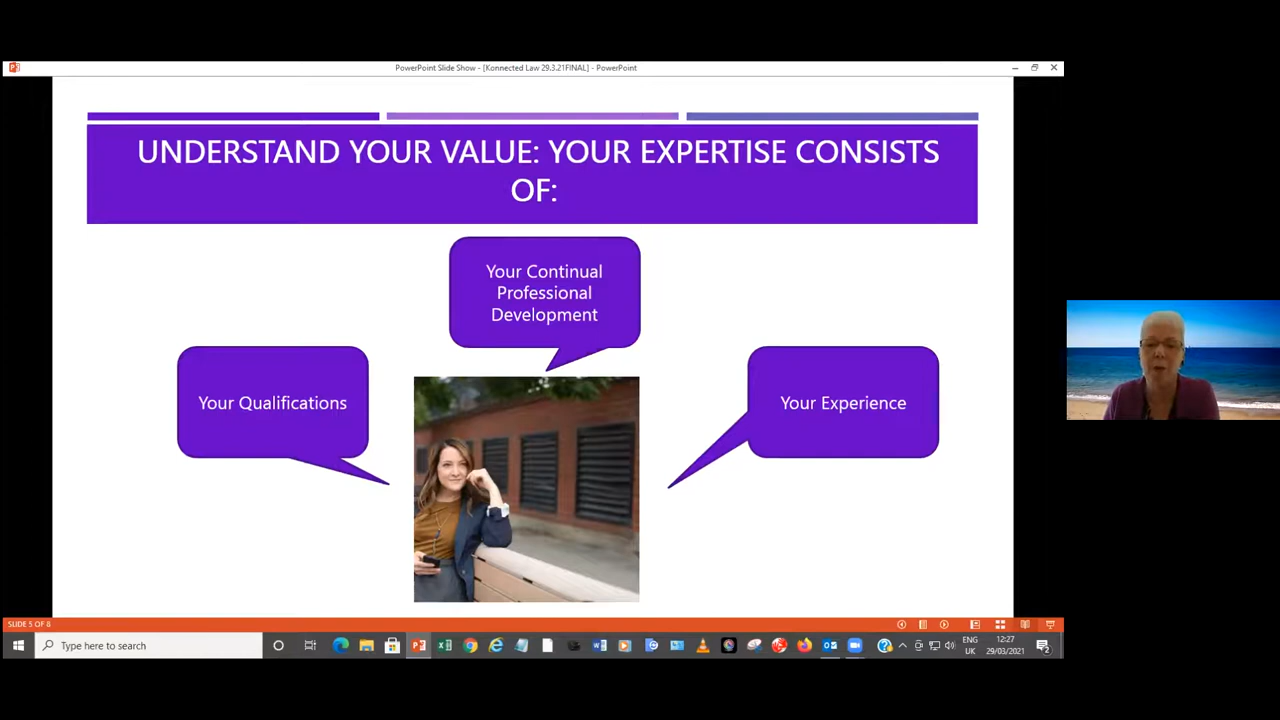 PowerPoint Slide Show - [Konnected Law 29.3.21FINAL] - PowerPoint
UNDERSTAND YOUR VALUE: YOUR EXPERTISE CONSISTS
OF:
Your Continual
Professional
Development
Your Qualifications
Your Experience
SLIDE 5 OF 8
Type here to search
ENG
UK
12:27
29/03/2021